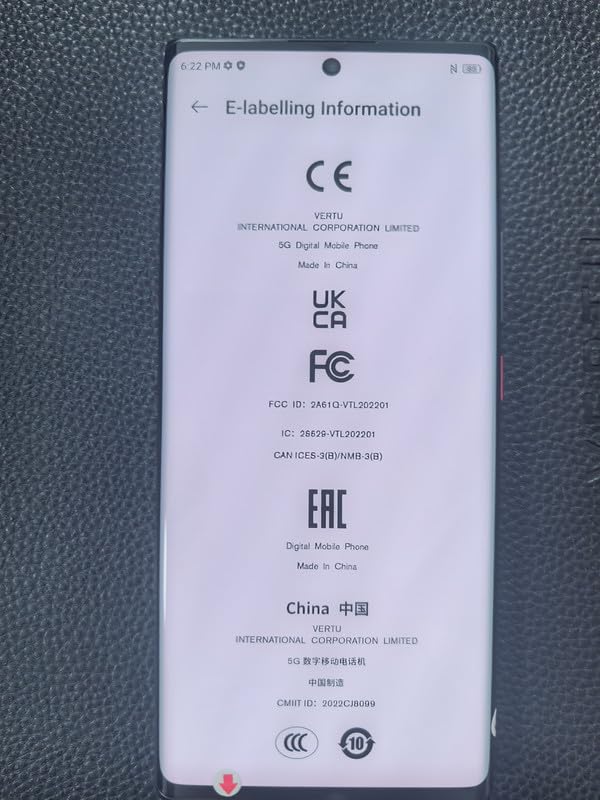 6:22 PM
E-labelling Information
CE
VERTU
INTERNATIONAL CORPORATION LIMITED
5G Digital Mobile Phone
Made In China
UK
CA
FC
FCC ID: 2A61Q-VTL202201
IC: 28629-VTL202201
CAN ICES-3(B)/NMB-3(B)
EAC
Digital Mobile Phone
Made In China
China 中国
VERTU
INTERNATIONAL CORPORATION LIMITED
5G 数字移动电话机
中国制造
CMIIT ID: 2022CJ8099
CCC
10